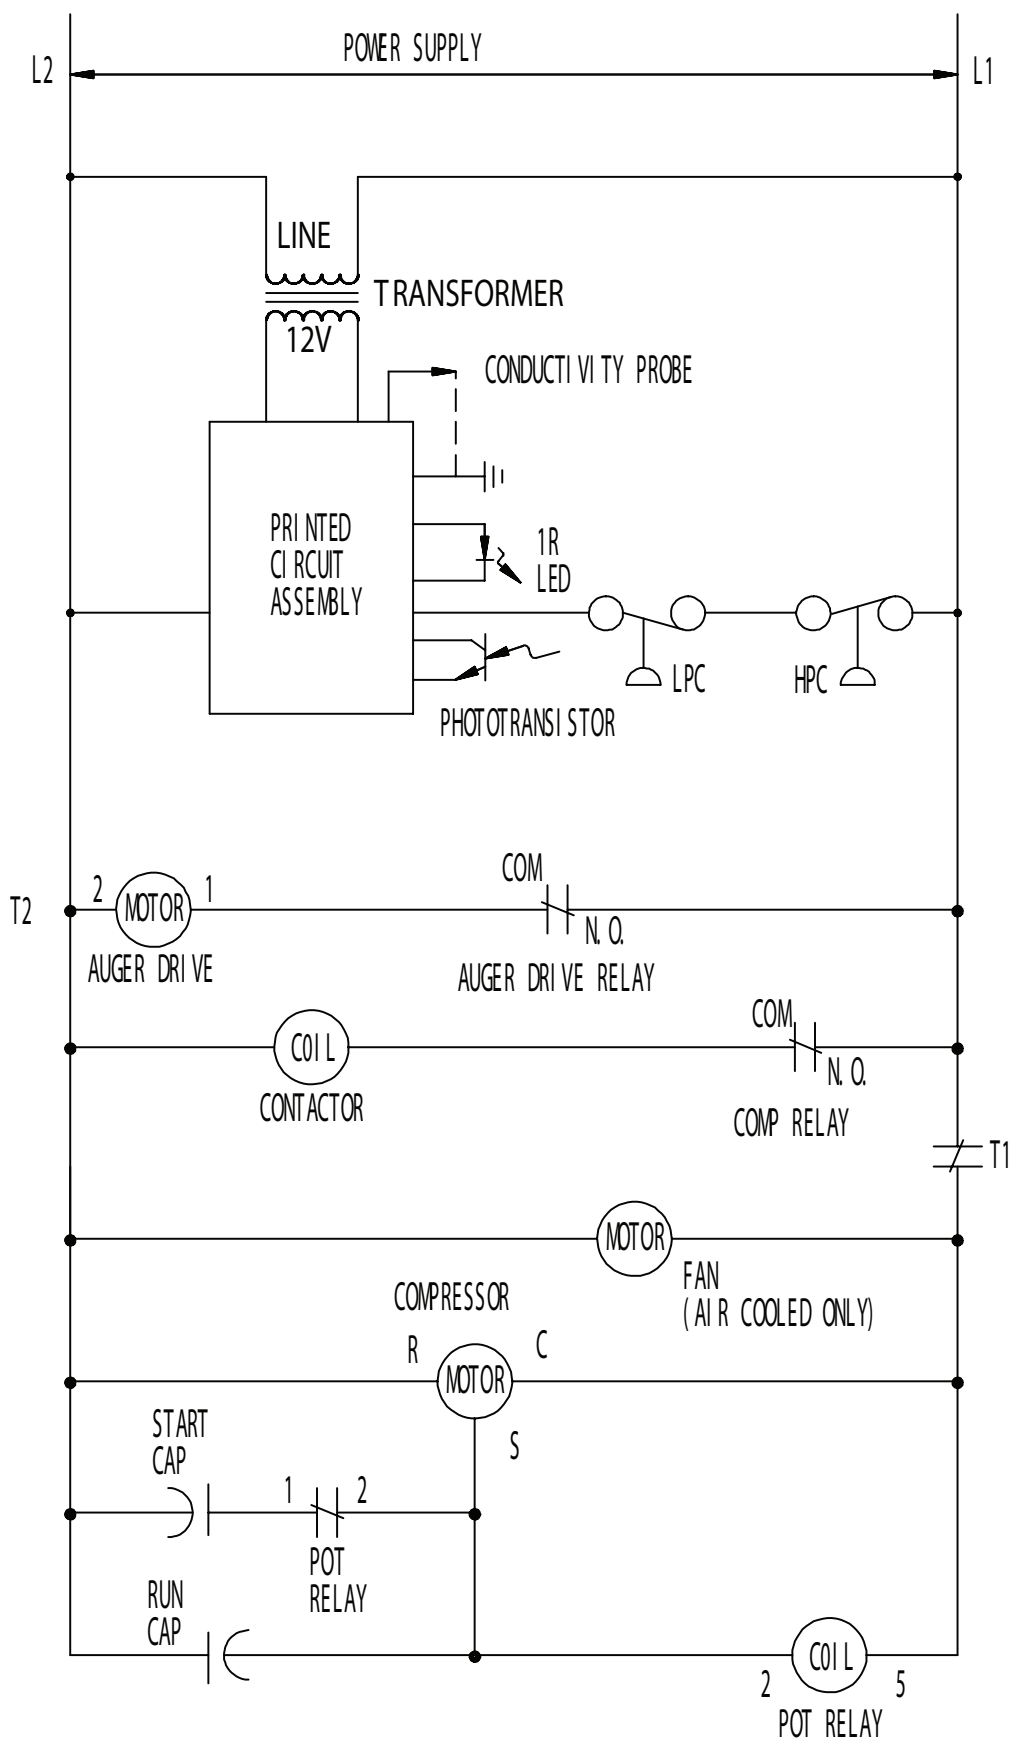 POWER SUPPLY
L2
L1
LINE
TRANSFORMER
12V
CONDUCTIVITY PROBE
PRINTED
CIRCUIT
ASSEMBLY
1R
LED
LPC
HPC
PHOTOTRANSISTOR
COM
T2
2
MOTOR
1
N.O.
AUGER DRIVE
AUGER DRIVE RELAY
COM
COIL
N.O.
CONTACTOR
COMP RELAY
T1
MOTOR
FAN
(AIR COOLED ONLY)
COMPRESSOR
R
C
MOTOR
START
CAP
S
1
2
POT
RELAY
RUN
CAP
COIL
2
5
POT RELAY